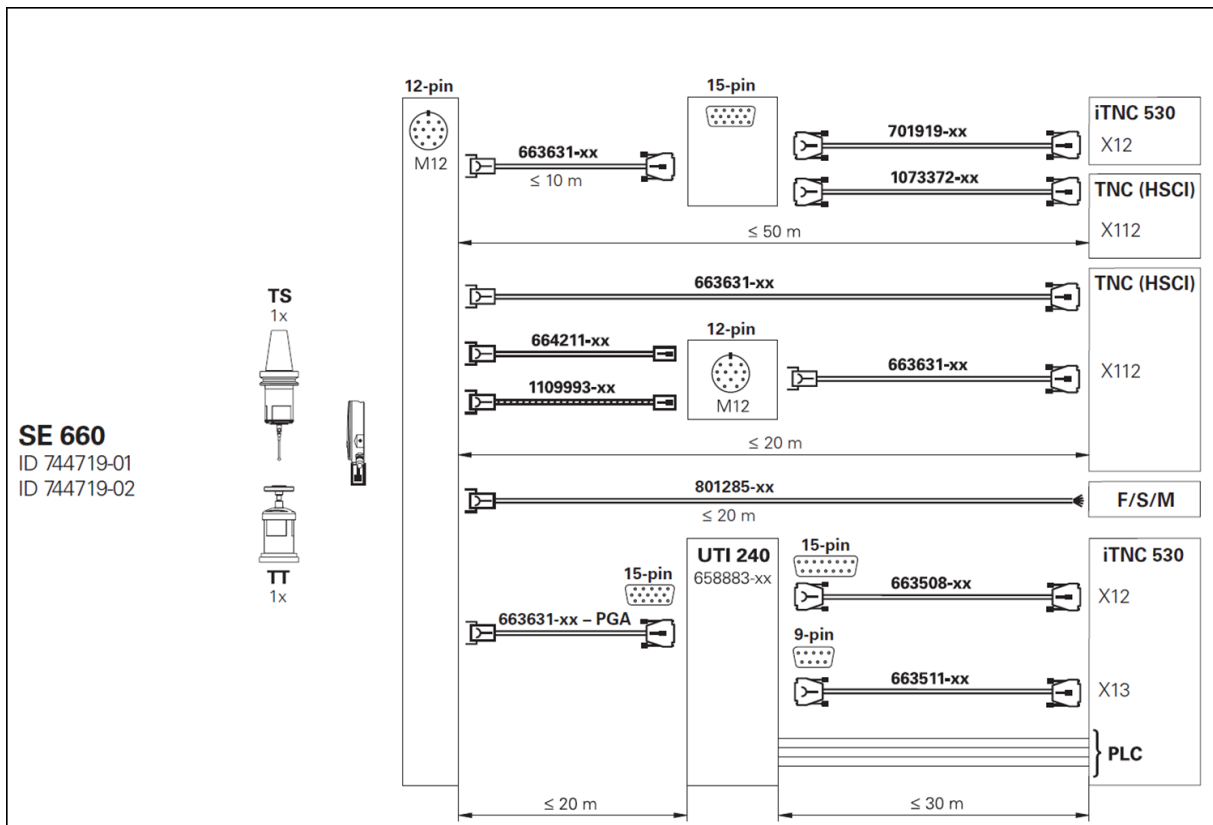 12-pin
M12
15-pin
663631-xx
≤ 10 m
701919-xx
iTNC 530
X12
1073372-xx
TNC (HSCI)
X112
≤ 50 m
663631-xx
TNC (HSCI)
X112
664211-xx
12-pin
M12
663631-xx
1109993-xx
≤ 20 m
TS
1x
SE 660
ID 744719-01
ID 744719-02
TT
1x
801285-xx
≤ 20 m
F/S/M
UTI 240
658883-xx
15-pin
663631-xx – PGA
15-pin
663508-xx
iTNC 530
X12
9-pin
663511-xx
X13
PLC
≤ 20 m
≤ 30 m